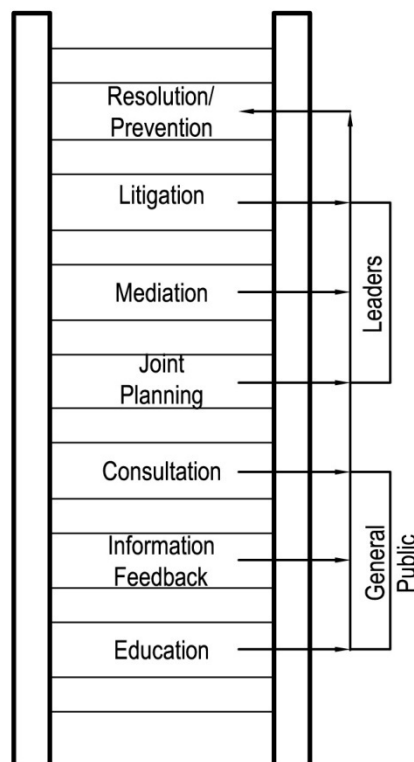 Resolution/
Prevention
Litigation
Mediation
Joint
Planning
Leaders
Consultation
Information
Feedback
Education
General
Public